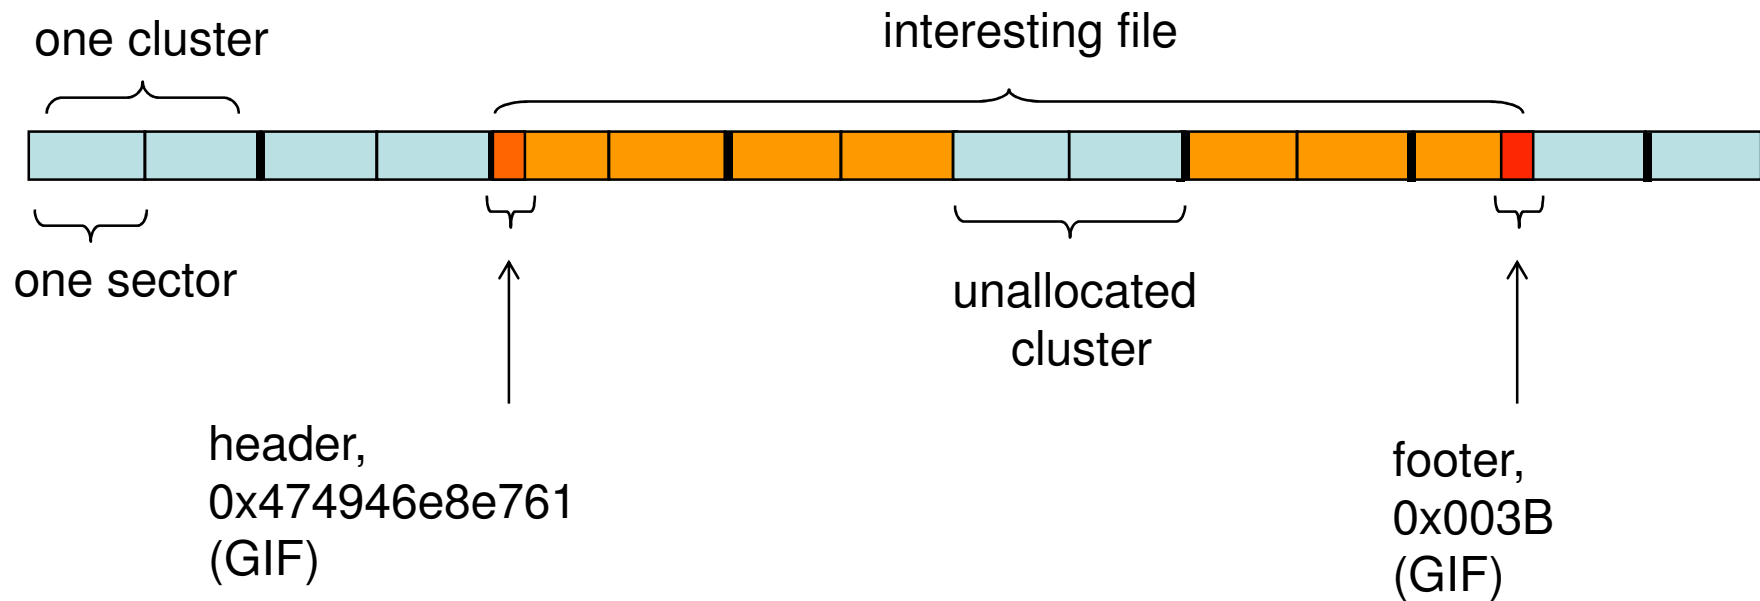 one cluster
interesting file
one sector
unallocated
cluster
header,
0x474946e8e761
(GIF)
footer,
0x003B
(GIF)